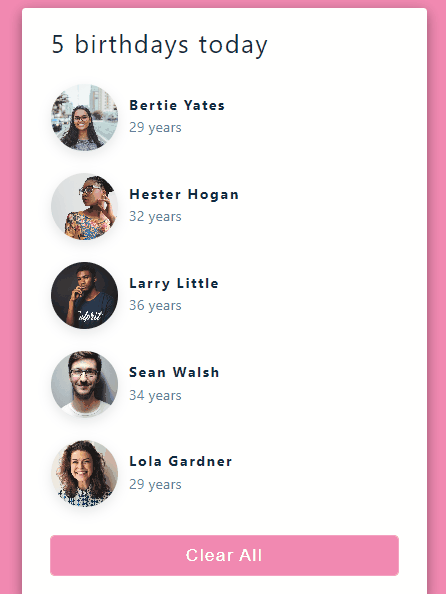 5 birthdays today
Bertie Yates
29 years
Hester Hogan
32 years
Larry Little
36 years
Sean Walsh
34 years
Lola Gardner
29 years
Clear All